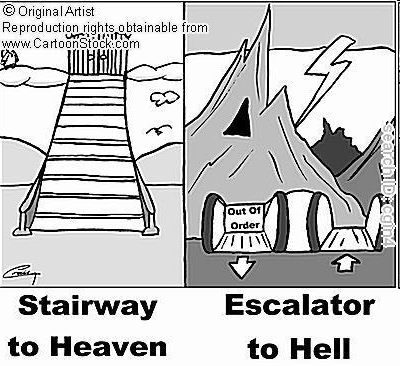 © Original Artist
Reproduction rights obtainable from
www.CartoonStock.com
Out Of
Order
Stairway
to Heaven
Escalator
to Hell